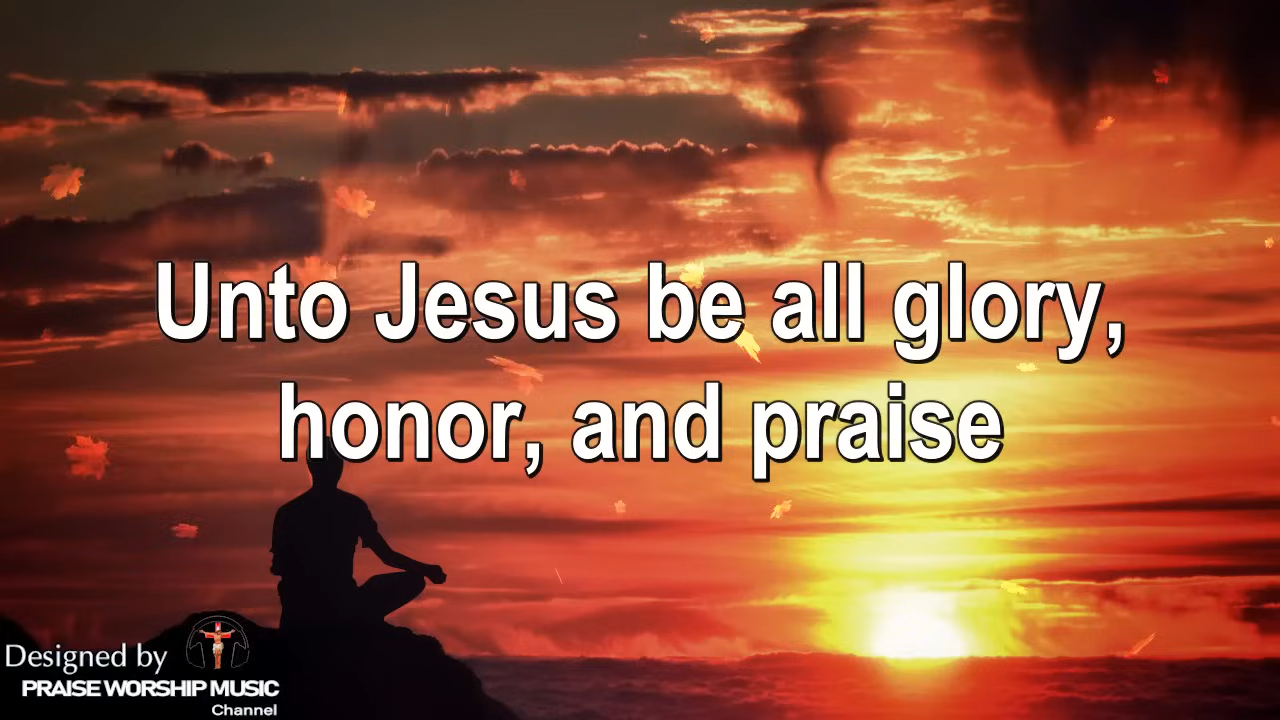 Unto Jesus be all glory,
honor, and praise
Designed by
PRAISE WORSHIP MUSIC
Channel